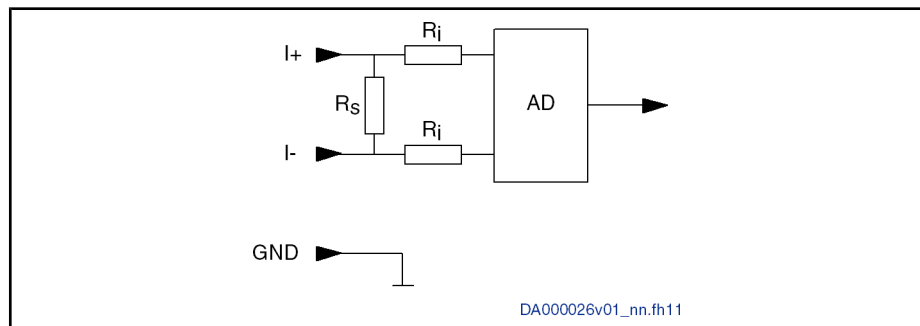 Ri
I+
AD
Rs
Ri
I-
GND
DA000026v01_nn.fh11